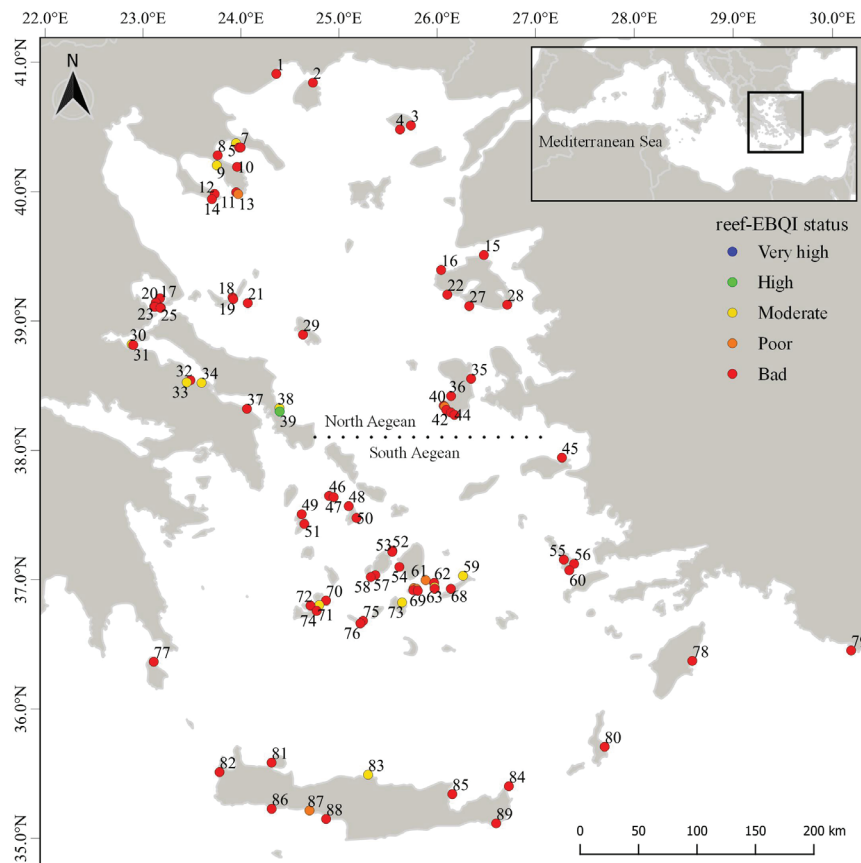 22.0°E 23.0°E 24.0°E 25.0°E 26.0°E 27.0°E 28.0°E 29.0°E 30.0°E
41.0°N
40.0°N
39.0°N
38.0°N
37.0°N
36.0°N
35.0°N
N
Mediterranean Sea
reef-EBQI status
Very high
High
Moderate
Poor
Bad
1
2
4 3
7
8 5
9 10
12
11 13
14
15
16
22
27 28
20 17
23 25
18
19 21
29
30
31
32 34
33
35
36
40
42 44
37 38
39
North Aegean
South Aegean
45
46
47 48
49
50
51
53 52
54
55 56
60
61 62 59
58 57
63 68
69
72 70
71
74
73
75
76
77
78
79
80
81
82
83
84
85
86 87
88
89
0 50 100 150 200 km